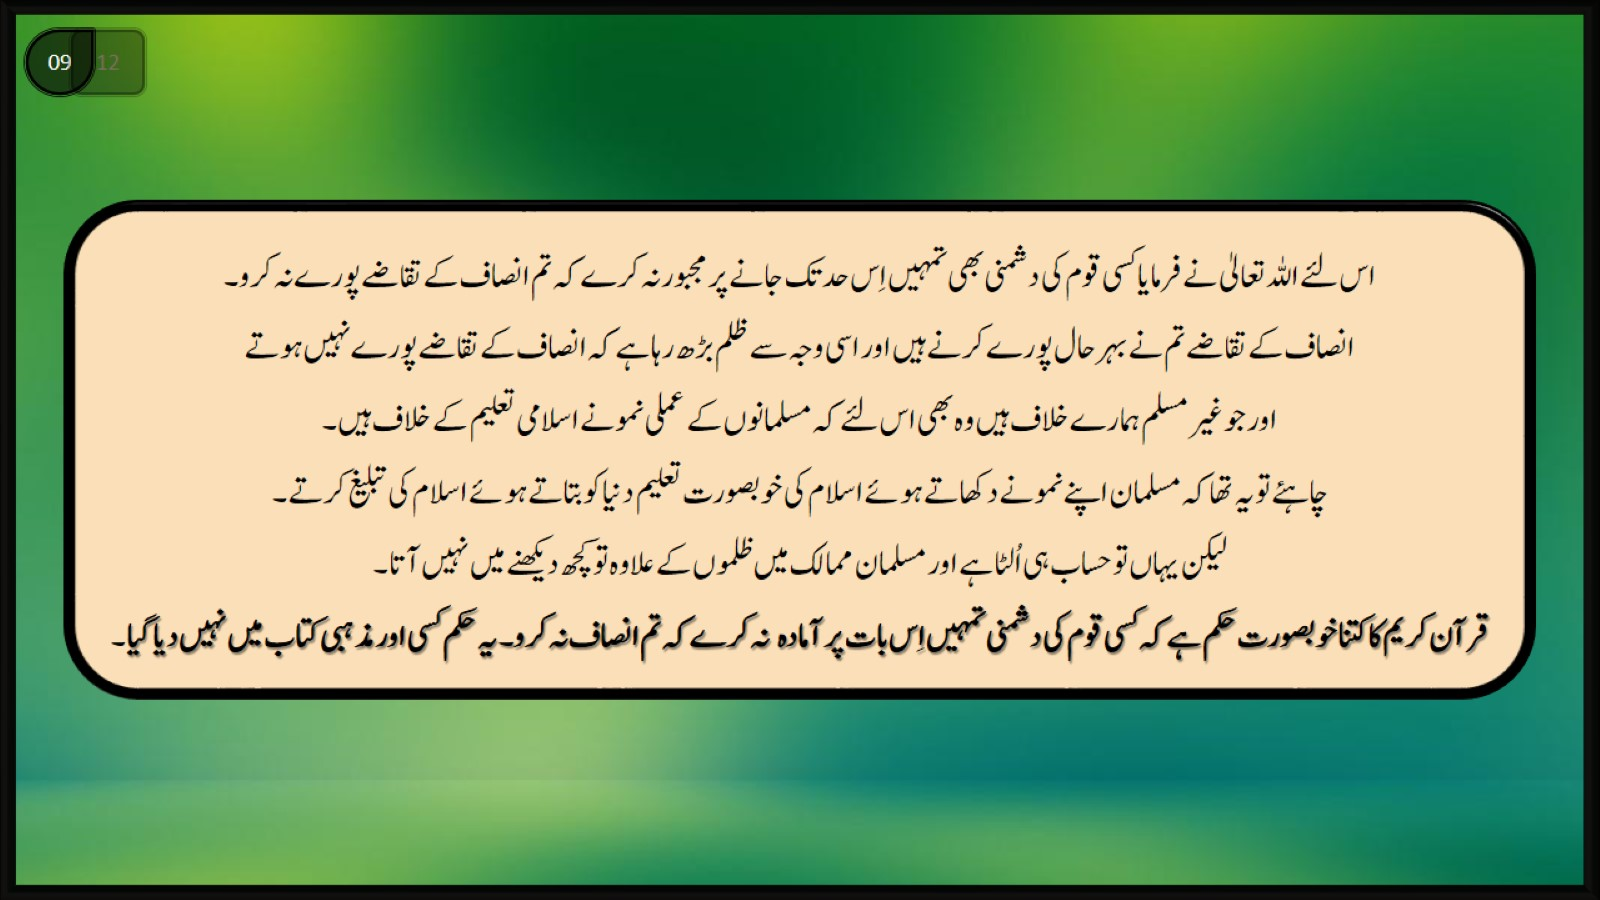 09 12
اس لئے اللہ تعالیٰ نے فرمایا کسی قوم کی دشمنی بھی تمہیں اِس حد تک جانے پر مجبور نہ کرے کہ تم انصاف کے تقاضے پورے نہ کرو۔
انصاف کے تقاضے تم نے بہر حال پورے کرنے ہیں اور اسی وجہ سے ظلم بڑھ رہا ہے کہ انصاف کے تقاضے پورے نہیں ہوتے
اور جو غیر مسلم ہمارے خلاف ہیں وہ بھی اس لئے کہ مسلمانوں کے عملی نمونے اسلامی تعلیم کے خلاف ہیں۔
چاہئے تو یہ تھا کہ مسلمان اپنے نمونے دکھاتے ہوئے اسلام کی خوبصورت تعلیم دنیا کو بتاتے ہوئے اسلام کی تبلیغ کرتے۔
لیکن یہاں تو حساب ہی اُلٹا ہے اور مسلمان ممالک میں ظلموں کے علاوہ تو کچھ دیکھنے میں نہیں آتا۔
قرآن کریم کا کتنا خوبصورت حکم ہے کہ کسی قوم کی دشمنی تمہیں اِس بات پر آمادہ نہ کرے کہ تم انصاف نہ کرو۔ یہ حکم کسی اور مذہبی کتاب میں نہیں دیا گیا۔